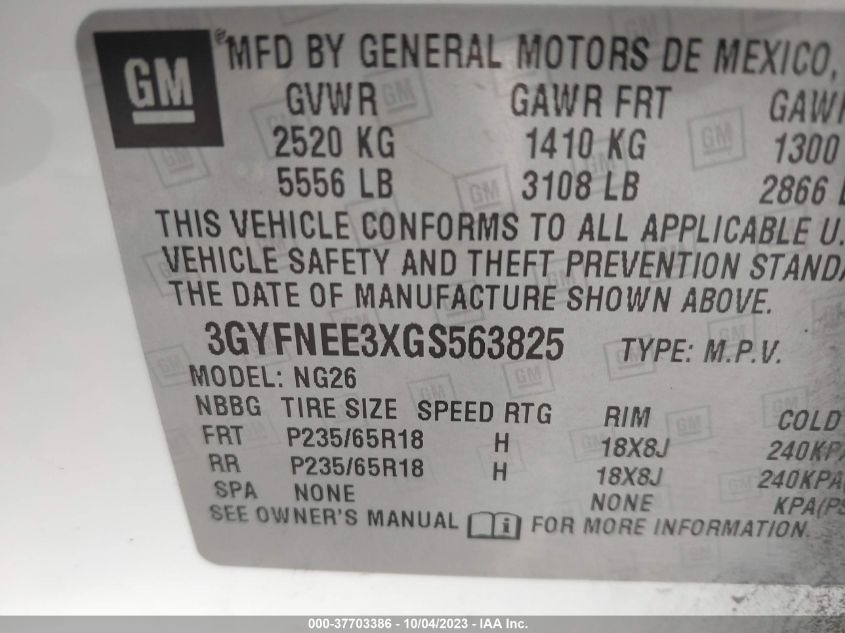 GM
MFD BY GENERAL MOTORS DE MEXICO,
GVWR GAWR FRT
2520 KG 1410 KG 1300
5556 LB 3108 LB 2866
THIS VEHICLE CONFORMS TO ALL APPLICABLE U.
VEHICLE SAFETY AND THEFT PREVENTION
THE DATE OF MANUFACTURE SHOWN ABOVE.
3GYFNEE3XGS563825 TYPE: M.P.V.
MODEL: NG26
NBBG TIRE SIZE SPEED RTG RIM COLD
FRT P235/65R18 H 18X8J 240KPA
RR P235/65R18 H 18X8J 240KPA(
SPA NONE NONE KPA(PS
SEE OWNER'S MANUAL i FOR MORE INFORMATION.
000-37703386 - 10/04/2023 - IAA Inc.